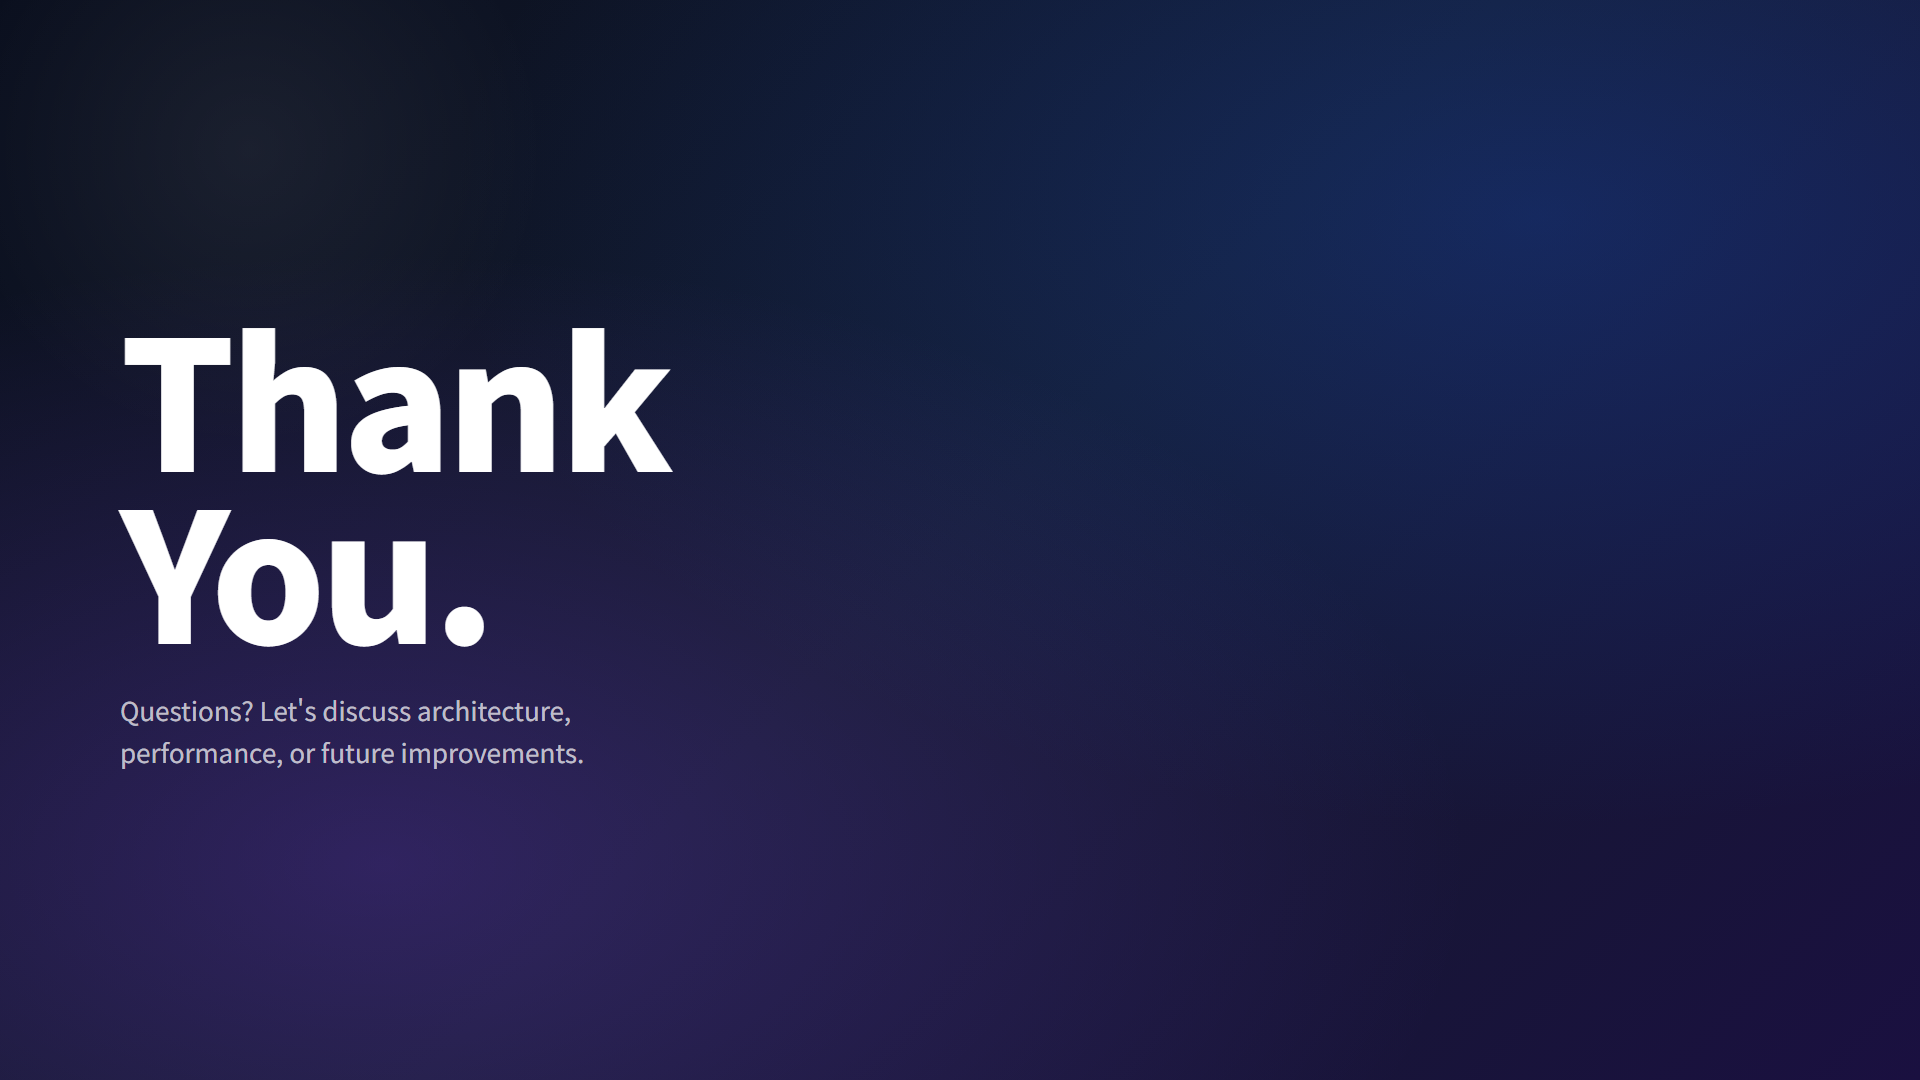 Thank
You.
Questions? Let's discuss architecture,
performance, or future improvements.